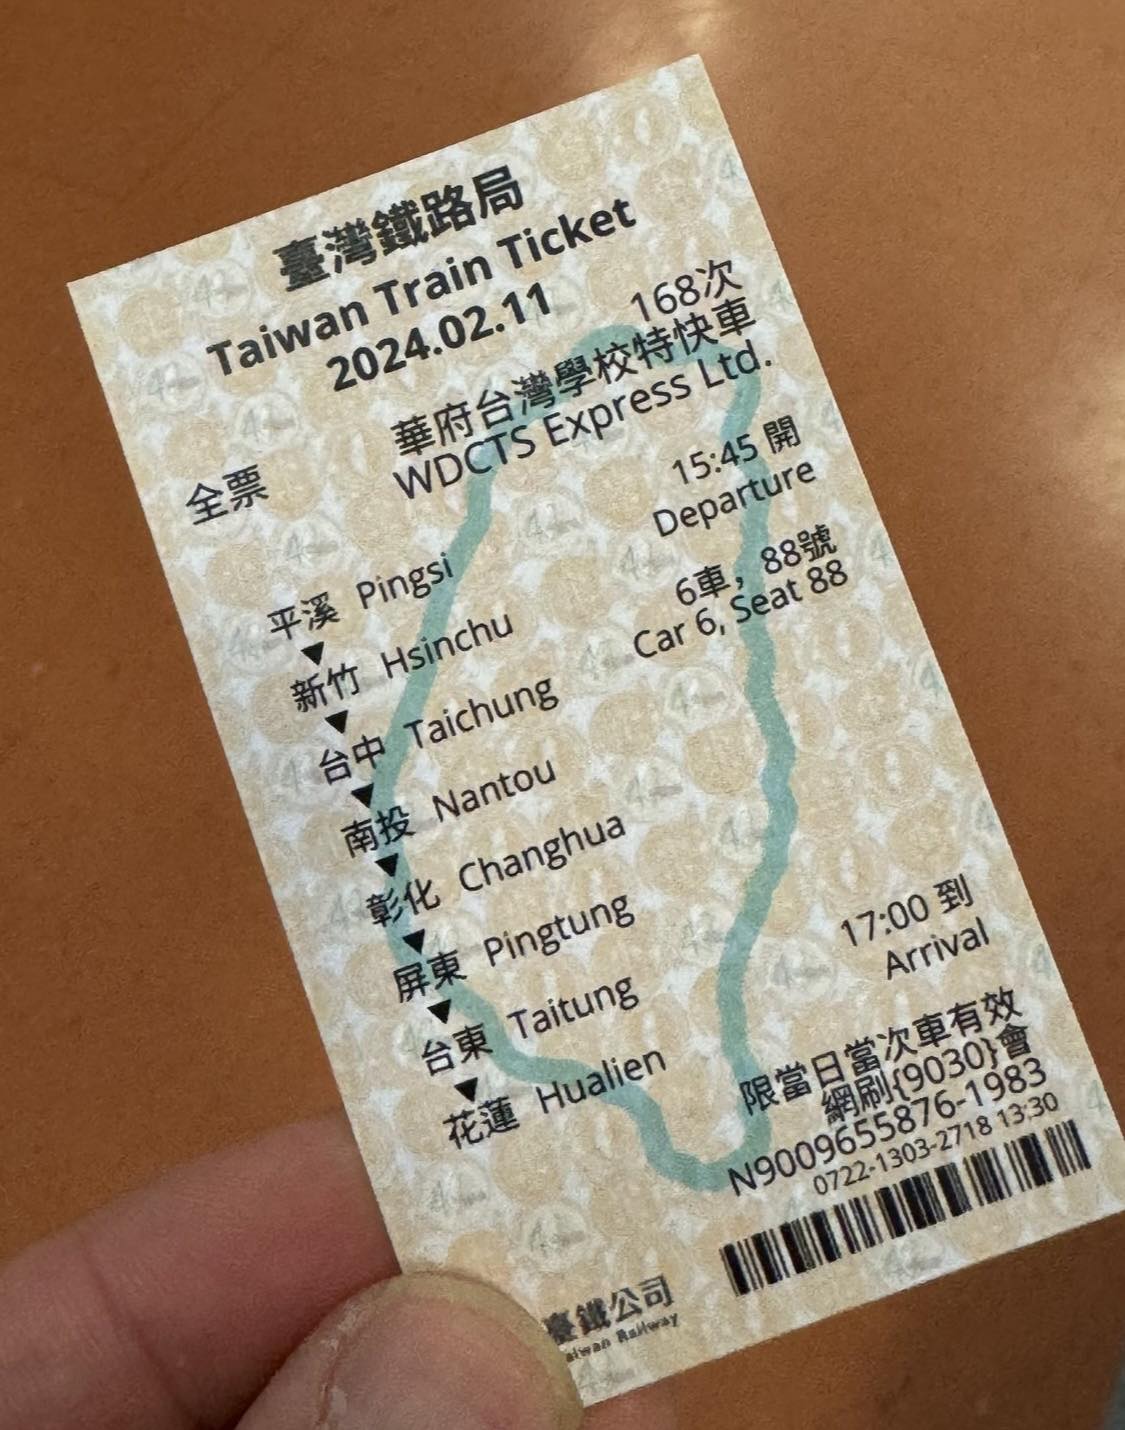 臺灣鐵路局
Taiwan Train Ticket
2024.02.11
168次
華府台灣學校特快車
WDCTS Express Ltd.
全票
15:45 開
Departure
平溪 Pingsi
▼
6車，88號
Car 6, Seat 88
新竹 Hsinchu
▼
台中 Taichung
▼
南投 Nantou
▼
彰化 Changhua
▼
屏東 Pingtung
▼
台東 Taitung
▼
花蓮 Hualien
17:00 到
Arrival
限當日當次車有效
網刷{9030}會
N9009655876-1983
0722-1303-2718 13:30
臺鐵公司
Railway